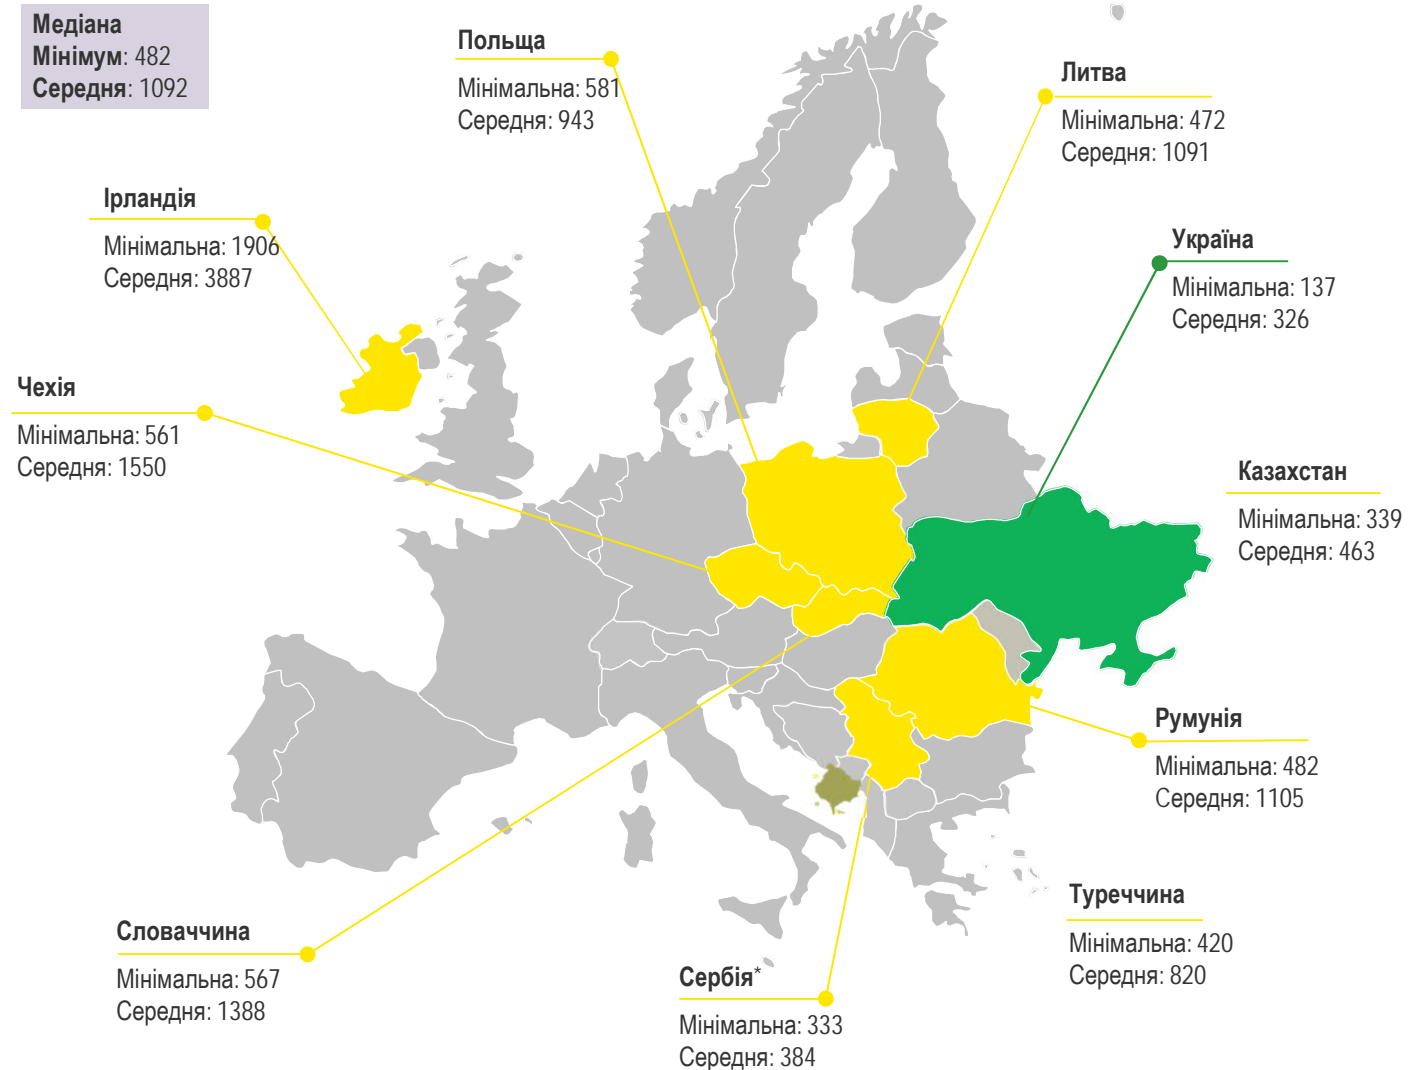 Медіана
Мінімум: 482
Середня: 1092
Польща
Мінімальна: 581
Середня: 943
Литва
Мінімальна: 472
Середня: 1091
Ірландія
Мінімальна: 1906
Середня: 3887
Україна
Мінімальна: 137
Середня: 326
Чехія
Мінімальна: 561
Середня: 1550
Казахстан
Мінімальна: 339
Середня: 463
Румунія
Мінімальна: 482
Середня: 1105
Туреччина
Мінімальна: 420
Середня: 820
Словаччина
Мінімальна: 567
Середня: 1388
Сербія*
Мінімальна: 333
Середня: 384